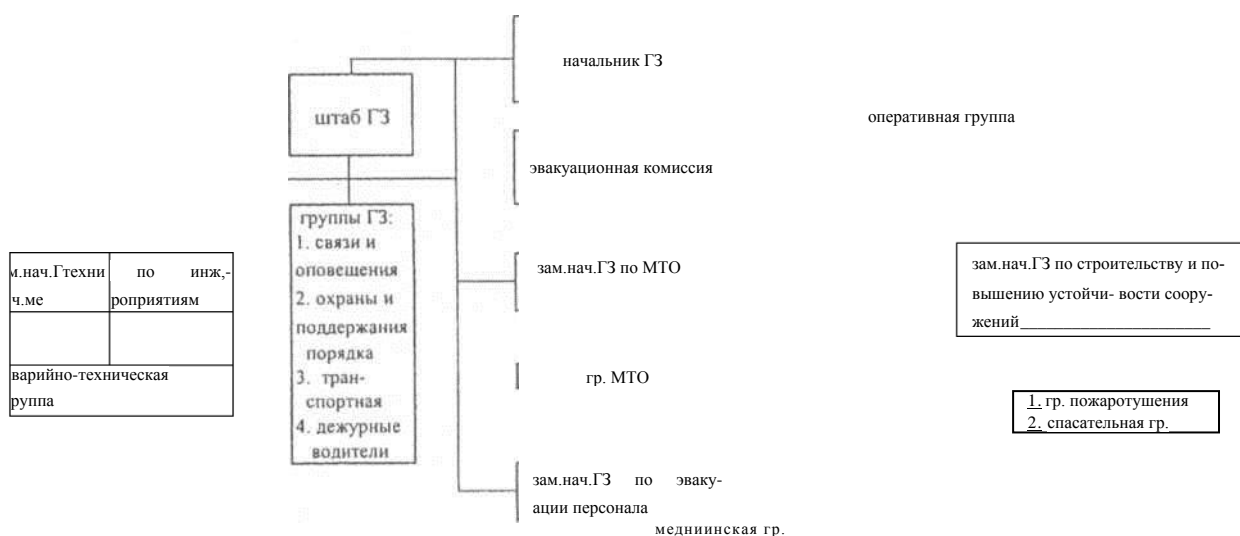 начальник ГЗ
штаб ГЗ
оперативная группа
эвакуационная комиссия
группы ГЗ:
1. связи и
оповещения
2. охраны и
поддержания
порядка
3. тран-
спортная
4. дежурные
водители
м.нач.Гтехни по инж,-
ч.ме роприятиям
варийно-техническая
руппа
зам.нач.ГЗ по МТО
гр. МТО
зам.нач.ГЗ по эваку-
ации персонала
медниинская гр.
зам.нач.ГЗ по строительству и по-
вышению устойчи- вости соору-
жений
1. гр. пожаротушения
2. спасательная гр.